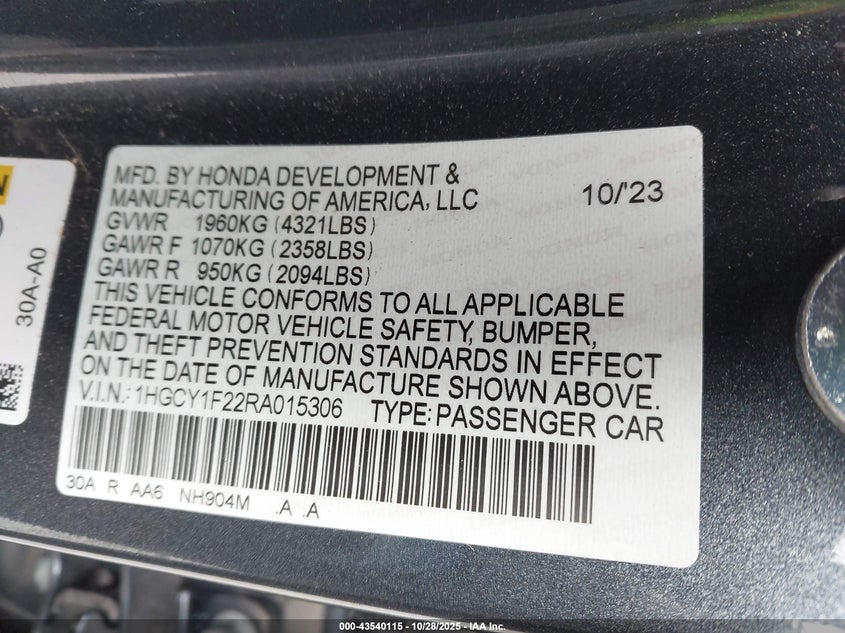 N
30A-A0
MFD. BY HONDA DEVELOPMENT &
MANUFACTURING OF AMERICA, LLC 10/'23
GVWR 1960KG (4321LBS)
GAWR F 1070KG (2358LBS)
GAWR R 950KG (2094LBS)
THIS VEHICLE CONFORMS TO ALL APPLICABLE
FEDERAL MOTOR VEHICLE SAFETY, BUMPER,
AND THEFT PREVENTION STANDARDS IN EFFECT
ON THE DATE OF MANUFACTURE SHOWN ABOVE.
V.I.N.: 1HGCY1F22RA015306 TYPE: PASSENGER CAR
30A R AA6 NH904M .A .A
000-43540115 - 10/28/2025 - IAA Inc.